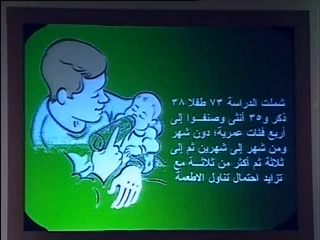 شملت الدراسة ٧٣ طفلا ٣٨
ذكر و٣٥ أنثى وصنفوا إلى
أربع فئات عمرية؛ دون شهر
ومن شهر إلى شهرين ثم إلى
ثلاثة ثم أكثر من ثلاثة مع
تزايد احتمال تناول الاطعمة